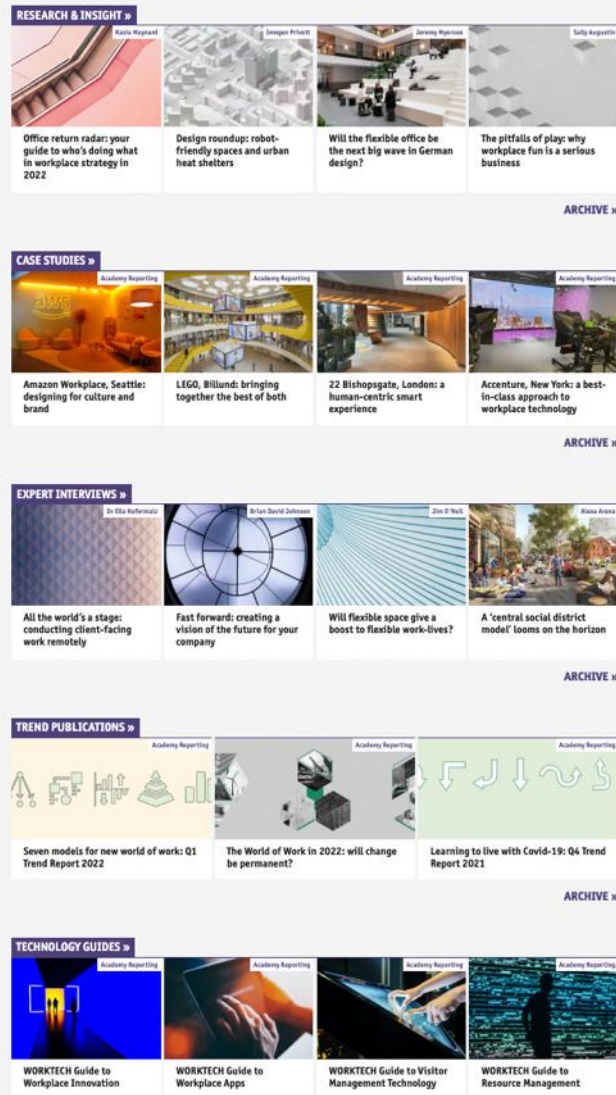 RESEARCH & INSIGHT »
Kasia Maynard
Imogen Privett
Jeremy Myerson
Sally Augustin
Office return radar: your
guide to who's doing what
in workplace strategy in
2022
Design roundup: robot-
friendly spaces and urban
heat shelters
Will the flexible office be
the next big wave in German
design?
The pitfalls of play: why
workplace fun is a serious
business
ARCHIVE »
CASE STUDIES »
Academy Reporting
Academy Reporting
Academy Reporting
Academy Reporting
Amazon Workplace, Seattle:
designing for culture and
brand
LEGO, Billund: bringing
together the best of both
22 Bishopsgate, London: a
human-centric smart
experience
Accenture, New York: a best-
in-class approach to
workplace technology
ARCHIVE »
EXPERT INTERVIEWS »
Dr Ella Hafermalz
Brian David Johnson
Jim O'Neil
Alexa Arena
All the world's a stage:
conducting client-facing
work remotely
Fast forward: creating a
vision of the future for your
company
Will flexible space give a
boost to flexible work-lives?
A 'central social district
model' looms on the horizon
ARCHIVE »
TREND PUBLICATIONS »
Academy Reporting
Academy Reporting
Academy Reporting
Seven models for new world of work: Q1
Trend Report 2022
The World of Work in 2022: will change
be permanent?
Learning to live with Covid-19: Q4 Trend
Report 2021
ARCHIVE »
TECHNOLOGY GUIDES »
Academy Reporting
Academy Reporting
Academy Reporting
Academy Reporting
WORKTECH Guide to
Workplace Innovation
WORKTECH Guide to
Workplace Apps
WORKTECH Guide to Visitor
Management Technology
WORKTECH Guide to
Resource Management